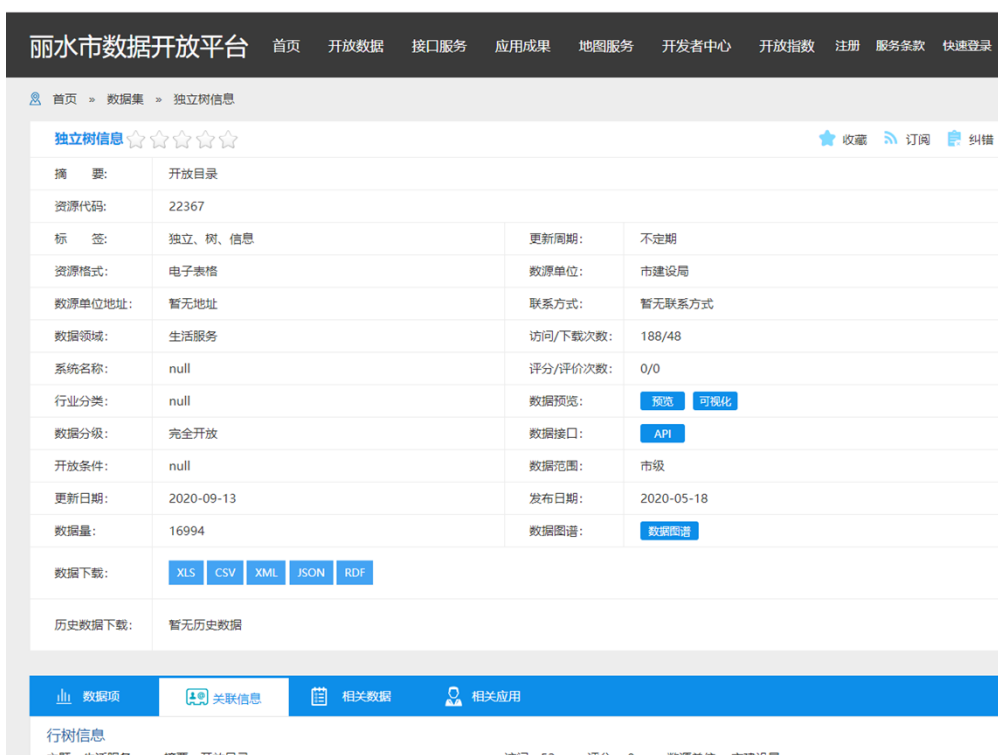 丽水市数据开放平台 首页 开放数据 接口服务 应用成果 地图服务 开发者中心 开放指数 注册 服务条款 快速登录
首页 » 数据集 » 独立树信息
独立树信息 收藏 订阅 纠错
摘 要: 开放目录
资源代码: 22367
标 签: 独立、树、信息 更新周期: 不定期
资源格式: 电子表格 数源单位: 市建设局
数源单位地址: 暂无地址 联系方式: 暂无联系方式
数据领域: 生活服务 访问/下载次数: 188/48
系统名称: null 评分/评价次数: 0/0
行业分类: null 数据预览: 预览 可视化
数据分级: 完全开放 数据接口: API
开放条件: null 数据范围: 市级
更新日期: 2020-09-13 发布日期: 2020-05-18
数据量: 16994 数据图谱: 数据图谱
数据下载: XLS CSV XML JSON RDF
历史数据下载: 暂无历史数据
数据项 关联信息 相关数据 相关应用
行树信息